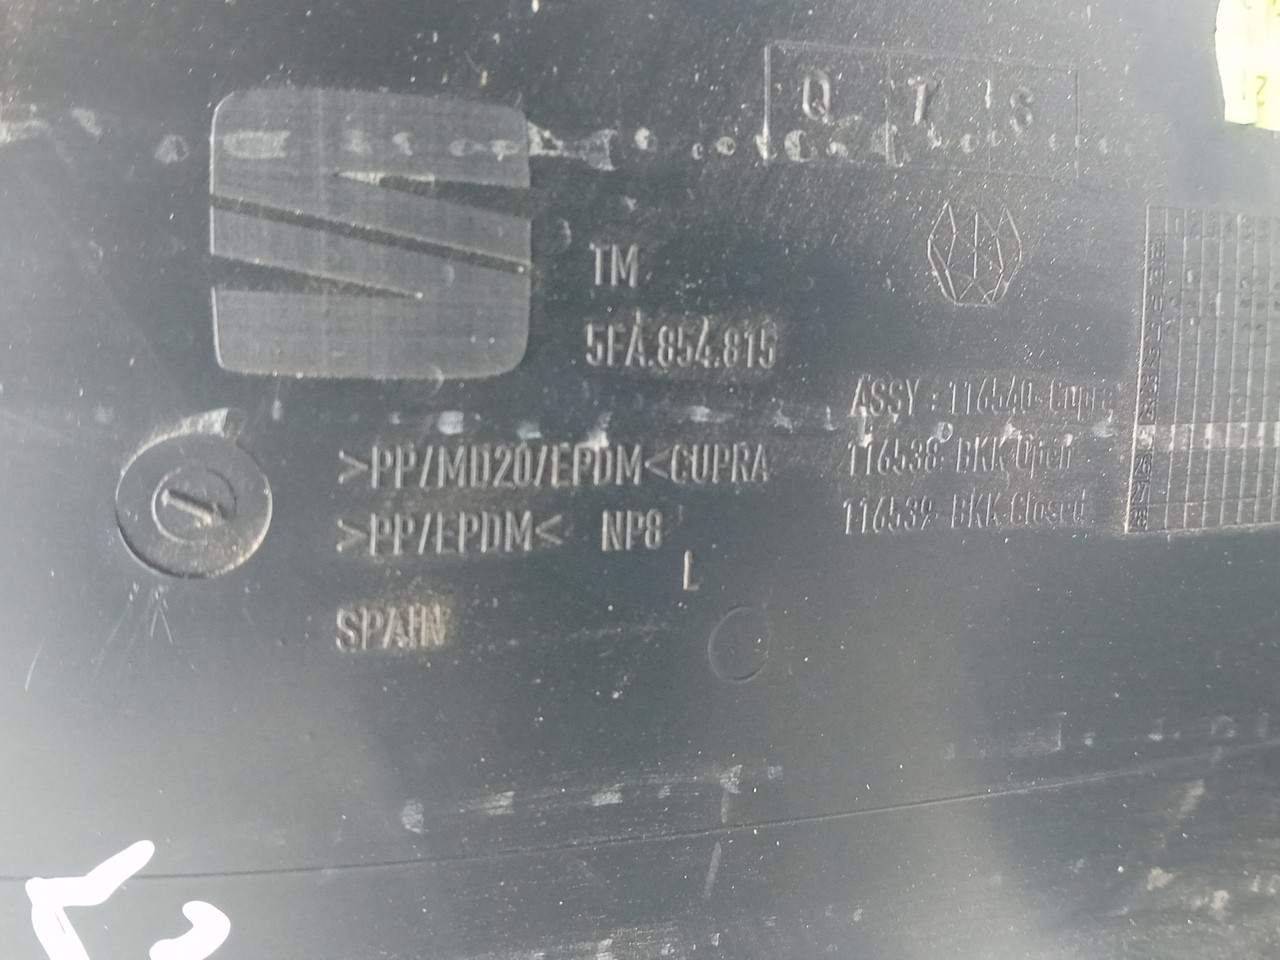 Q 7 S
TM
5FA.854.815
ASSY : 116540-Cupra
>PP/MD20/EPDM<CUPRA
116538 BKK Open
>PP/EPDM< NP8
116539 BKK Closed
L
SPAIN